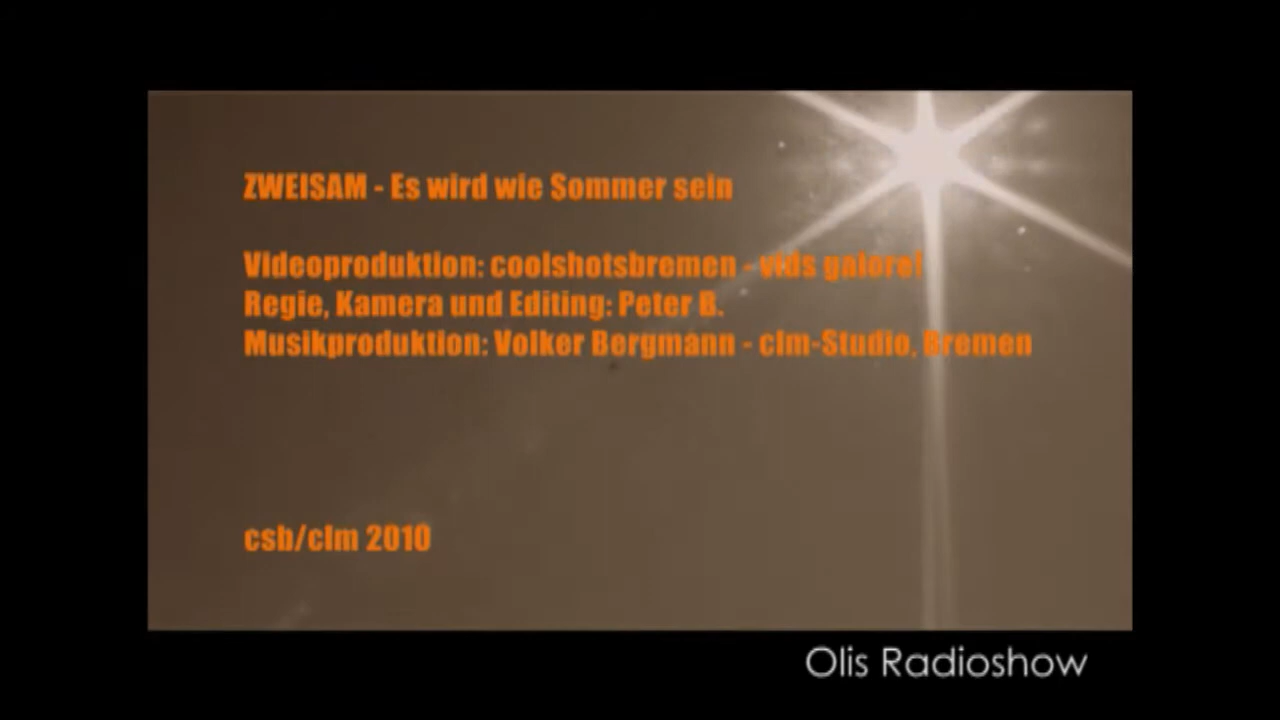 ZWEISAM - Es wird wie Sommer sein
Videoproduktion: coolshotsbremen - vids galore!
Regie, Kamera und Editing: Peter B.
Musikproduktion: Volker Bergmann - clm-Studio, Bremen
csb/clm 2010
Olis Radioshow